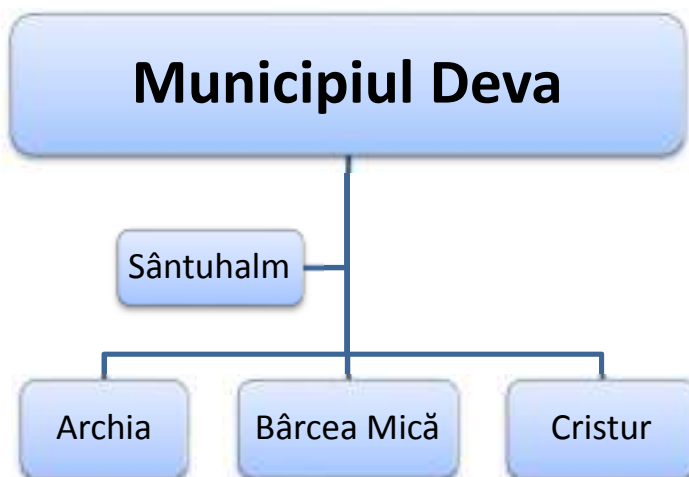 Municipiul Deva
Sântuhalm
Archia
Bârcea Mică
Cristur